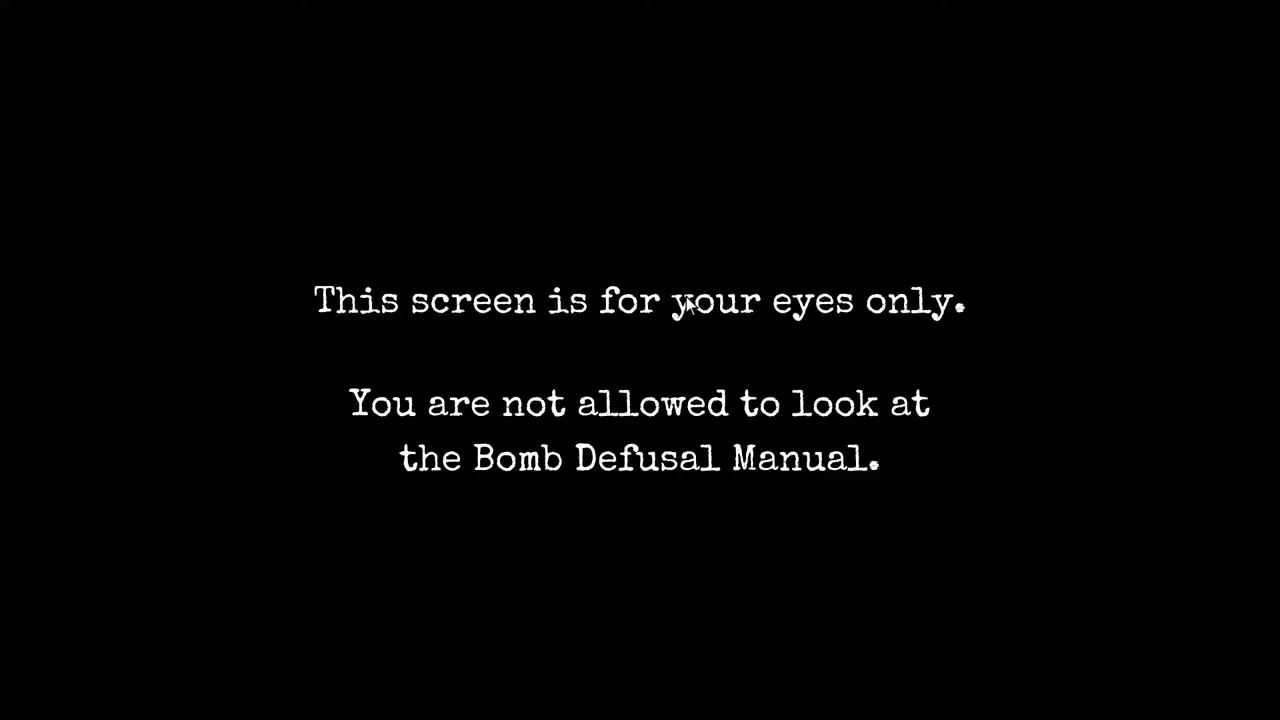 This screen is for your eyes only.
You are not allowed to look at
the Bomb Defusal Manual.